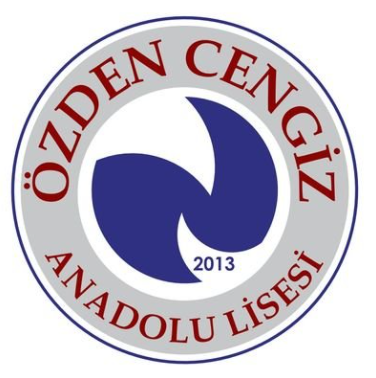 ÖZDEN CENGİZ
2013
ANADOLU LİSESİ